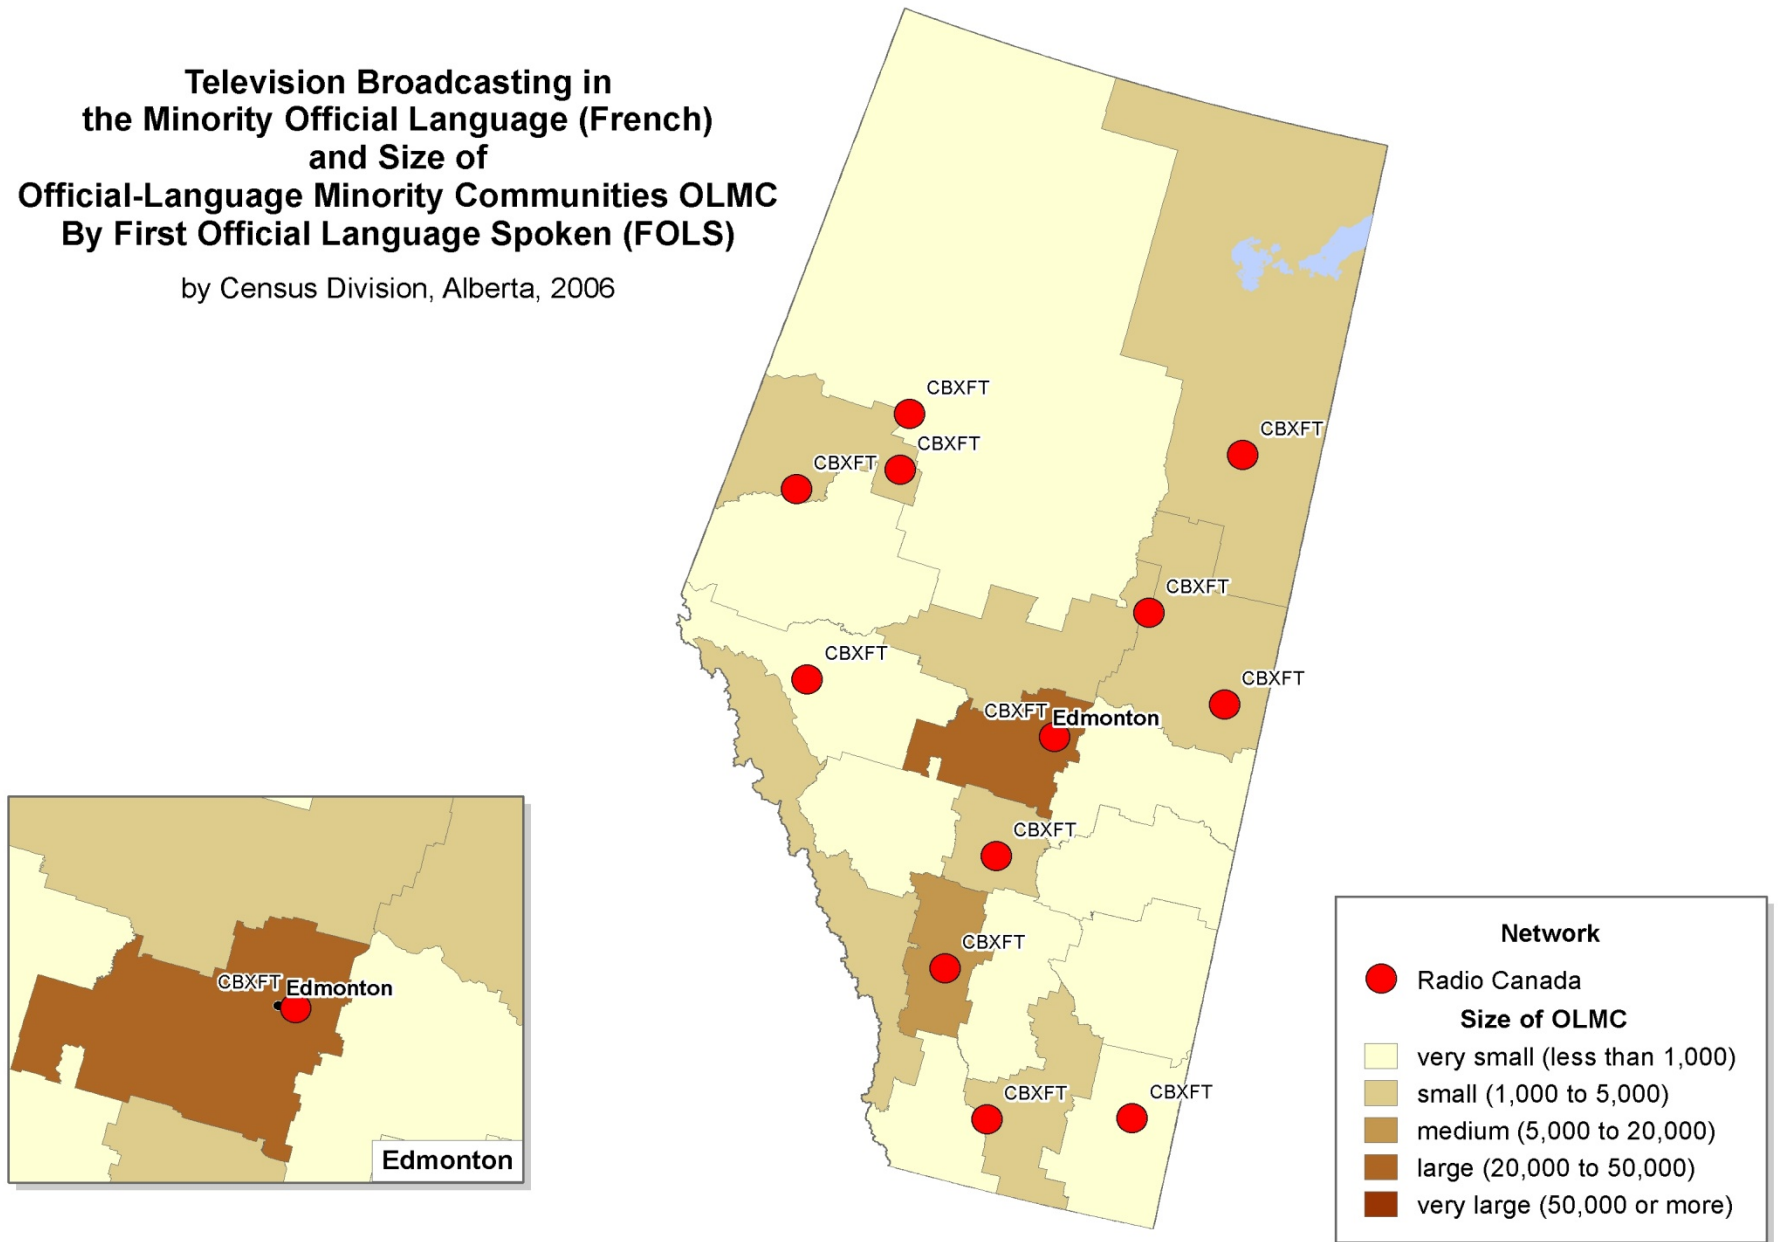 Television Broadcasting in
the Minority Official Language (French)
and Size of
Official-Language Minority Communities OLMC
By First Official Language Spoken (FOLS)
by Census Division, Alberta, 2006
CBXFT
CBXFT
CBXFT
CBXFT
CBXFT
CBXFT
CBXFT
CBXFT
Edmonton
CBXFT
CBXFT
CBXFT
CBXFT
CBXFT
Edmonton
Edmonton
Network
Radio Canada
Size of OLMC
very small (less than 1,000)
small (1,000 to 5,000)
medium (5,000 to 20,000)
large (20,000 to 50,000)
very large (50,000 or more)